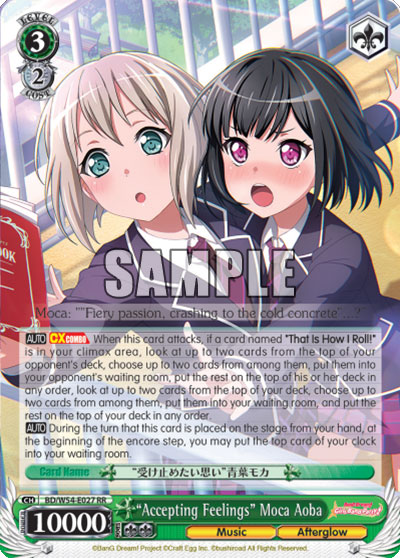 LEVEL
3
2
COST
BOOK
SAMPLE
Moca: ""Fiery passion, crashing to the cold concrete"...?"
AUTO CXCOMBO When this card attacks, if a card named "That Is How I Roll!"
is in your climax area, look at up to two cards from the top of your
opponent's deck, choose up to two cards from among them, put them into
your opponent's waiting room, put the rest on the top of his or her deck in
any order, look at up to two cards from the top of your deck, choose up to
two cards from among them, put them into your waiting room, and put the
rest on the top of your deck in any order.
AUTO During the turn that this card is placed on the stage from your hand, at
the beginning of the encore step, you may put the top card of your clock
into your waiting room.
Card Name
"受け止めたい思い"青葉モカ
CH BD/W54-E027 RR
10000
"Accepting Feelings" Moca Aoba
Music
Afterglow
©BanG Dream! Project ©Craft Egg Inc. ©bushiroad All Rights Reserved.